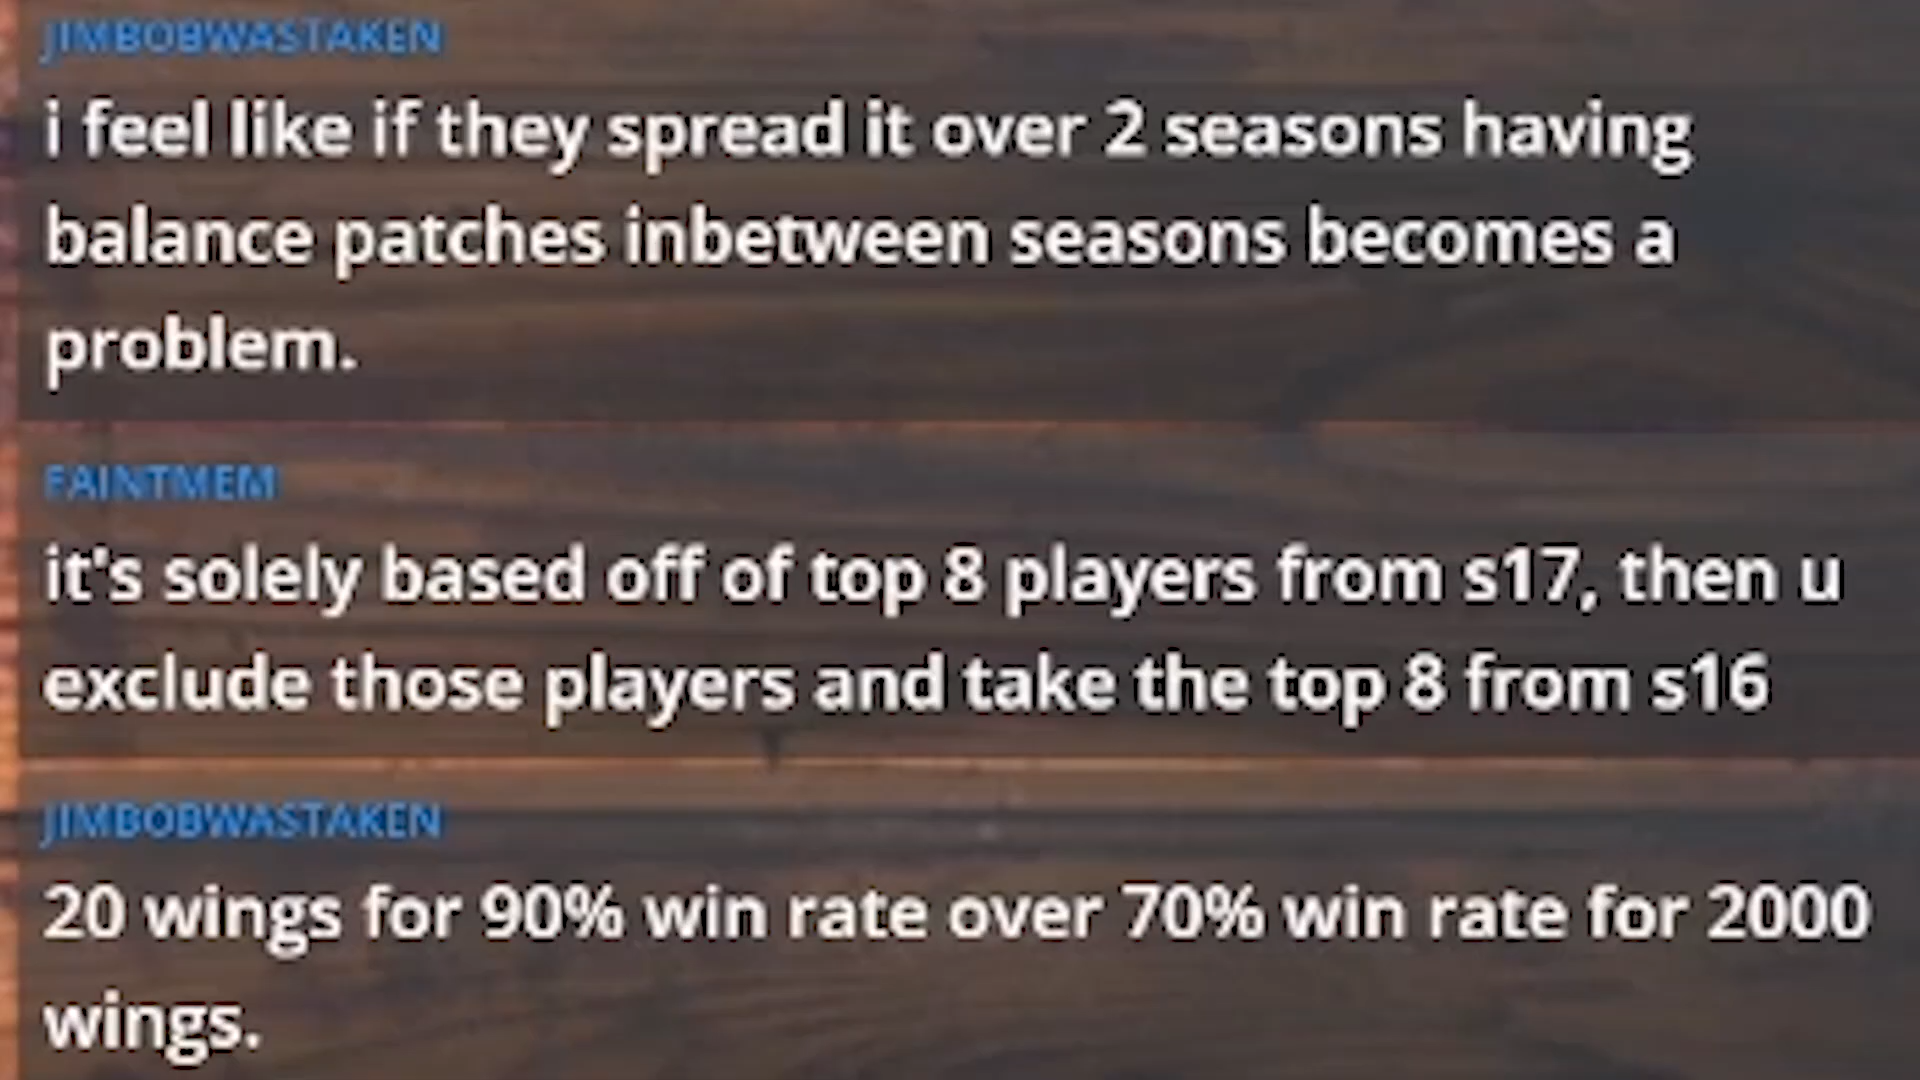 JIMBOBWASTAKEN
i feel like if they spread it over 2 seasons having
balance patches inbetween seasons becomes a
problem.
FAINTMEM
it's solely based off of top 8 players from s17, then u
exclude those players and take the top 8 from s16
JIMBOBWASTAKEN
20 wings for 90% win rate over 70% win rate for 2000
wings.